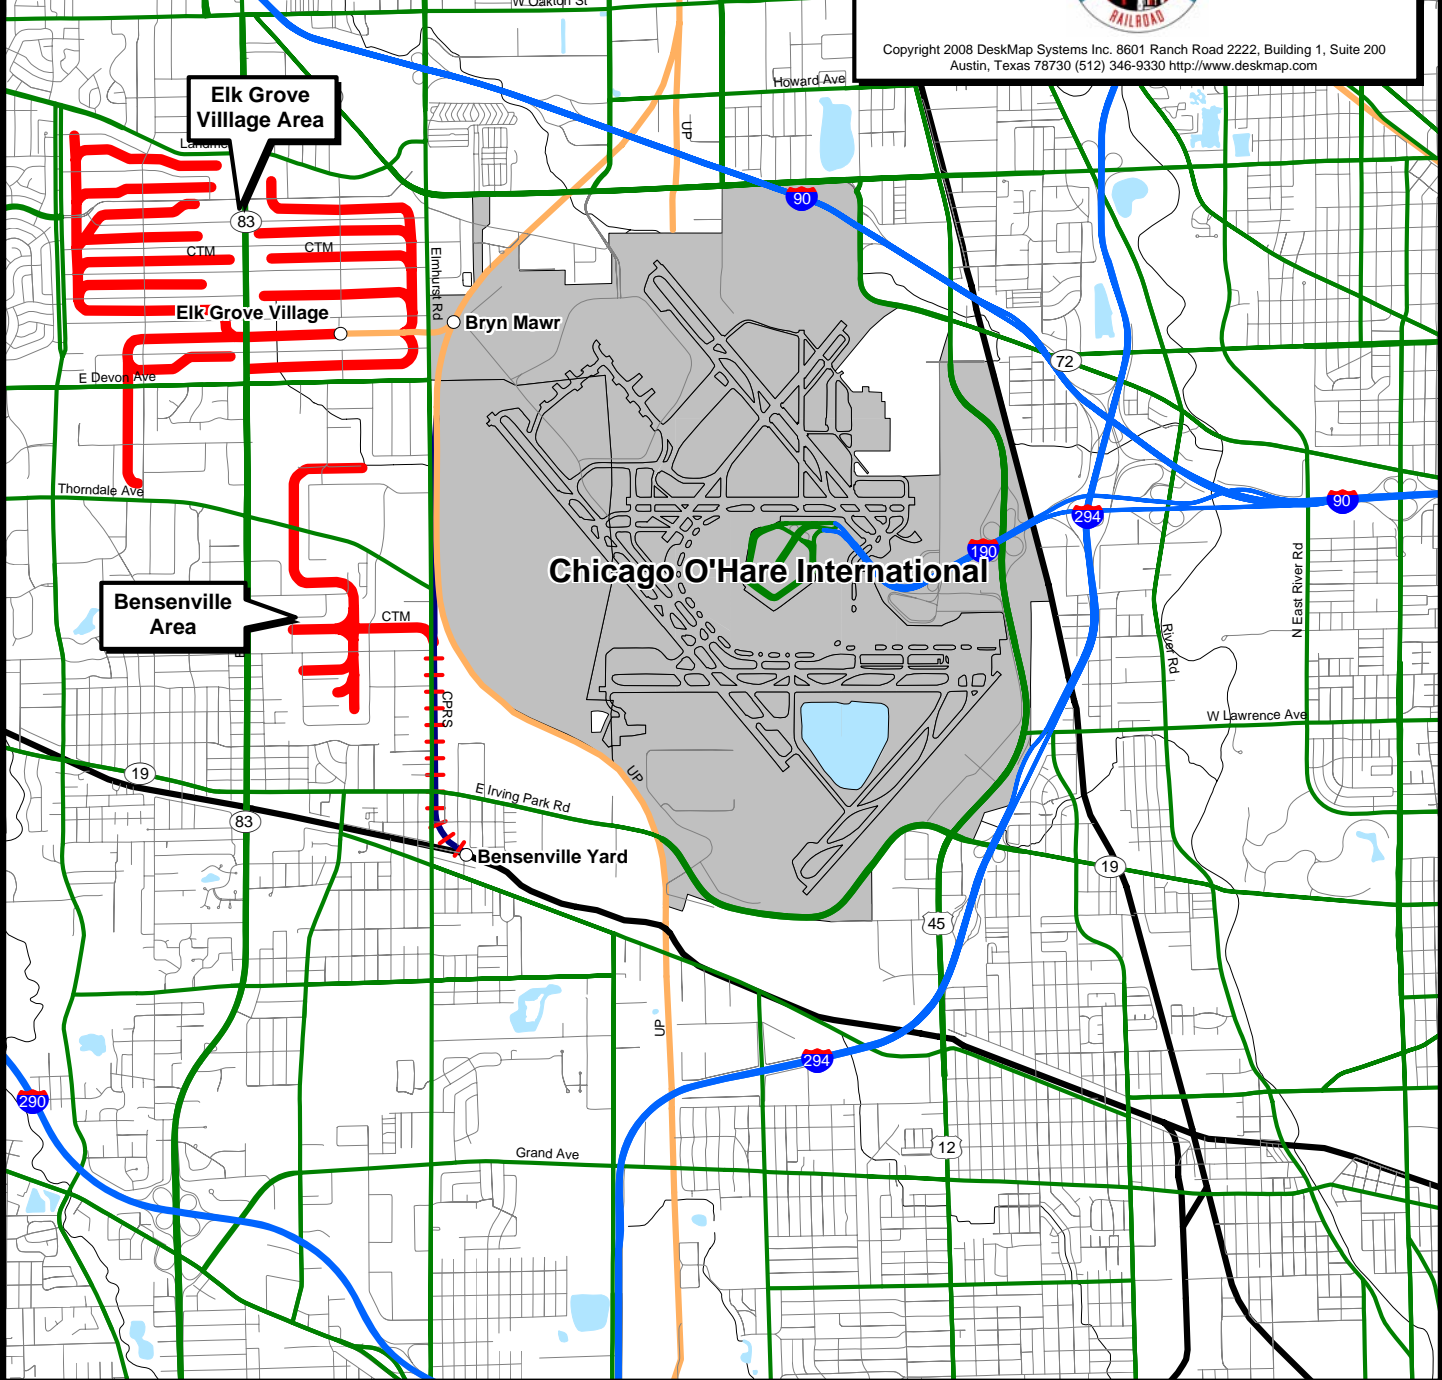 W Oakton St
RAILROAD
Copyright 2008 DeskMap Systems Inc. 8601 Ranch Road 2222, Building 1, Suite 200
Austin, Texas 78730 (512) 346-9330 http://www.deskmap.com
Howard Ave
Elk Grove
Villlage Area
UP
90
83
CTM
CTM
Elmhurst Rd
Elk Grove Village
Bryn Mawr
72
E Devon Ave
Thorndale Ave
90
294
190
Chicago O'Hare International
N East River Rd
Bensenville
Area
CTM
River Rd
CPRS
W Lawrence Ave
19
UP
E Irving Park Rd
83
Bensenville Yard
19
45
UP
294
290
12
Grand Ave